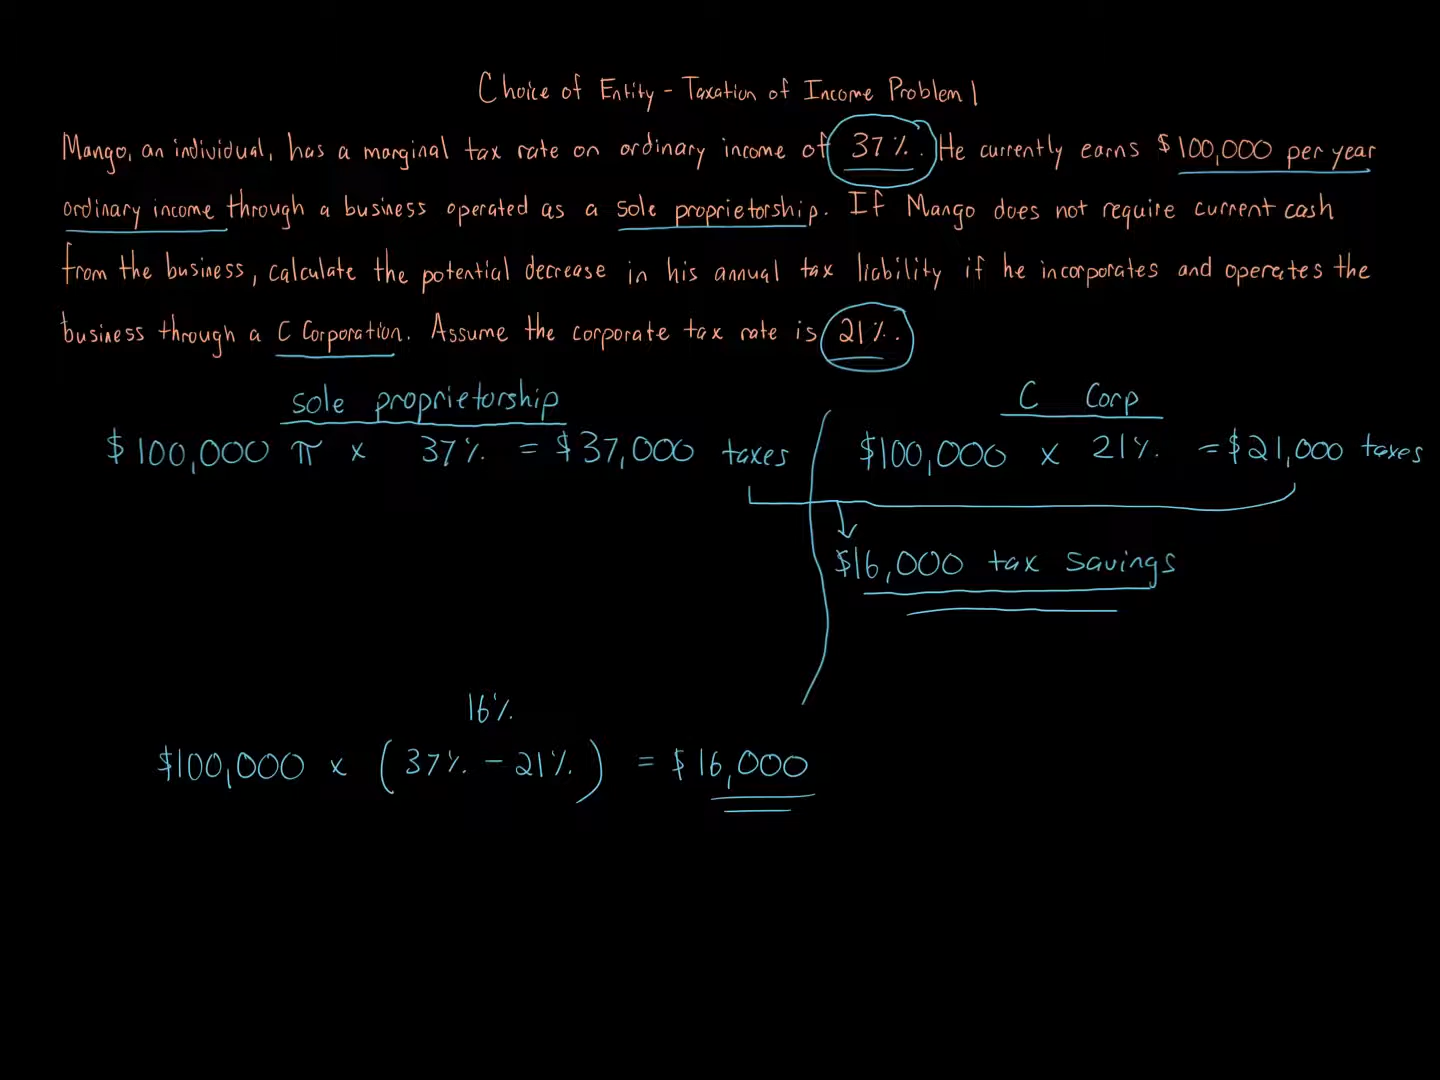 Choice of Entity - Taxation of Income Problem 1
Mango, an individual, has a marginal tax rate on ordinary income of 37%. He currently earns $100,000 per year
ordinary income through a business operated as a sole proprietorship. If Mango does not require current cash
from the business, calculate the potential decrease in his annual tax liability if he incorporates and operates the
business through a C Corporation. Assume the corporate tax rate is 21%.
sole proprietorship
$100,000 π x 37% = $37,000 taxes
C Corp
$100,000 x 21% = $21,000 taxes
$16,000 tax savings
16%
$100,000 x (37% - 21%) = $16,000